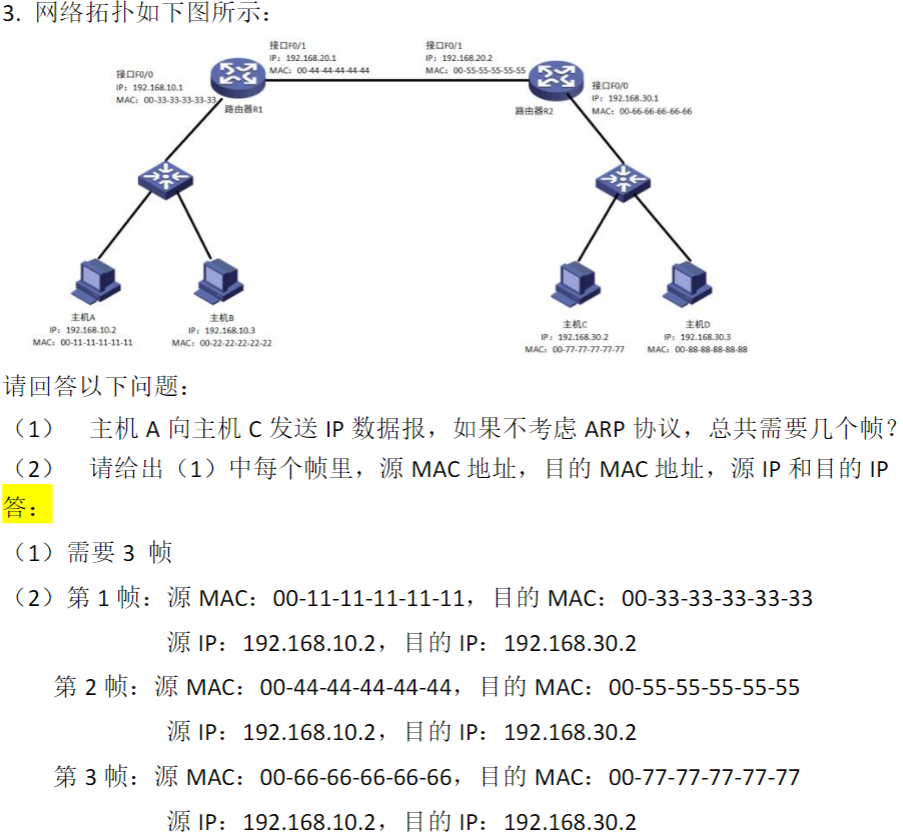 3. 网络拓扑如下图所示：
接口F0/1
IP：192.168.20.1
MAC：00-44-44-44-44-44
接口F0/1
IP：192.168.20.2
MAC：00-55-55-55-55-55
接口F0/0
IP：192.168.10.1
MAC：00-33-33-33-33-33
路由器R1
路由器R2
接口F0/0
IP：192.168.30.1
MAC：00-66-66-66-66-66
主机A
IP：192.168.10.2
MAC：00-11-11-11-11-11
主机B
IP：192.168.10.3
MAC：00-22-22-22-22-22
主机C
IP：192.168.30.2
MAC：00-77-77-77-77-77
主机D
IP：192.168.30.3
MAC：00-88-88-88-88-88
请回答以下问题：
（1） 主机 A 向主机 C 发送 IP 数据报，如果不考虑 ARP 协议，总共需要几个帧？
（2） 请给出（1）中每个帧里，源 MAC 地址，目的 MAC 地址，源 IP 和目的 IP
答：
（1）需要 3 帧
（2）第 1 帧：源 MAC：00-11-11-11-11-11，目的 MAC：00-33-33-33-33-33
源 IP：192.168.10.2，目的 IP：192.168.30.2
第 2 帧：源 MAC：00-44-44-44-44-44，目的 MAC：00-55-55-55-55-55
源 IP：192.168.10.2，目的 IP：192.168.30.2
第 3 帧：源 MAC：00-66-66-66-66-66，目的 MAC：00-77-77-77-77-77
源 IP：192.168.10.2，目的 IP：192.168.30.2